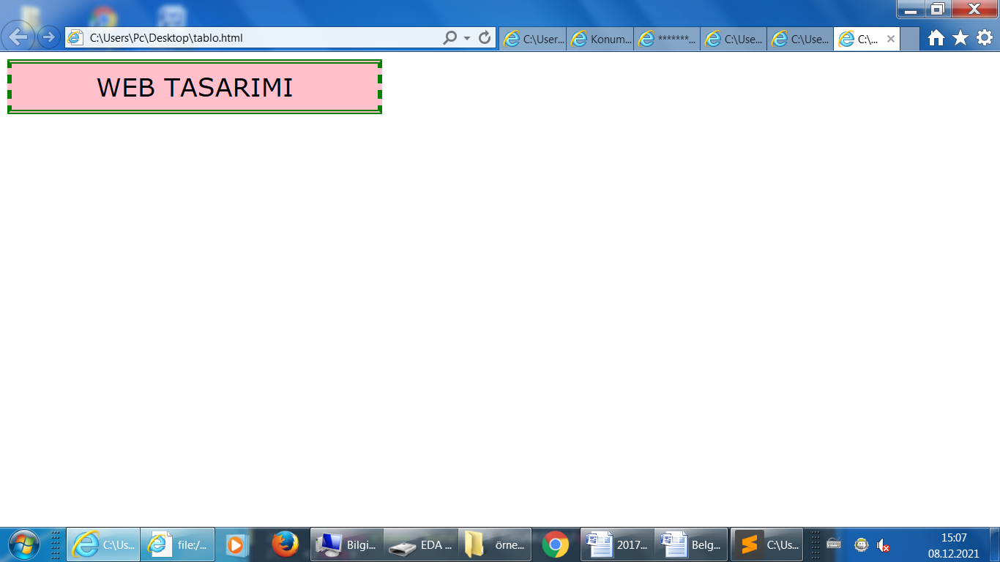 C:\Users\Pc\Desktop\tablo.html
C:\User...
Konum...
*******...
C:\Use...
C:\Use...
C:\...
WEB TASARIMI
C:\Us...
file:/...
Bilgi...
EDA ...
örne...
2017...
Belg...
C:\Us...
15:07
08.12.2021